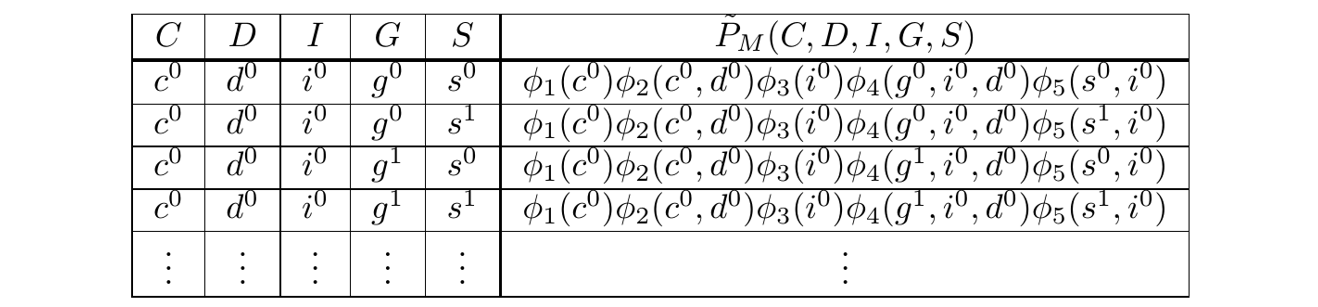 C D I G S P̃_M(C, D, I, G, S)
c⁰ d⁰ i⁰ g⁰ s⁰ ϕ₁(c⁰)ϕ₂(c⁰, d⁰)ϕ₃(i⁰)ϕ₄(g⁰, i⁰, d⁰)ϕ₅(s⁰, i⁰)
c⁰ d⁰ i⁰ g⁰ s¹ ϕ₁(c⁰)ϕ₂(c⁰, d⁰)ϕ₃(i⁰)ϕ₄(g⁰, i⁰, d⁰)ϕ₅(s¹, i⁰)
c⁰ d⁰ i⁰ g¹ s⁰ ϕ₁(c⁰)ϕ₂(c⁰, d⁰)ϕ₃(i⁰)ϕ₄(g¹, i⁰, d⁰)ϕ₅(s⁰, i⁰)
c⁰ d⁰ i⁰ g¹ s¹ ϕ₁(c⁰)ϕ₂(c⁰, d⁰)ϕ₃(i⁰)ϕ₄(g¹, i⁰, d⁰)ϕ₅(s¹, i⁰)
⋮ ⋮ ⋮ ⋮ ⋮ ⋮